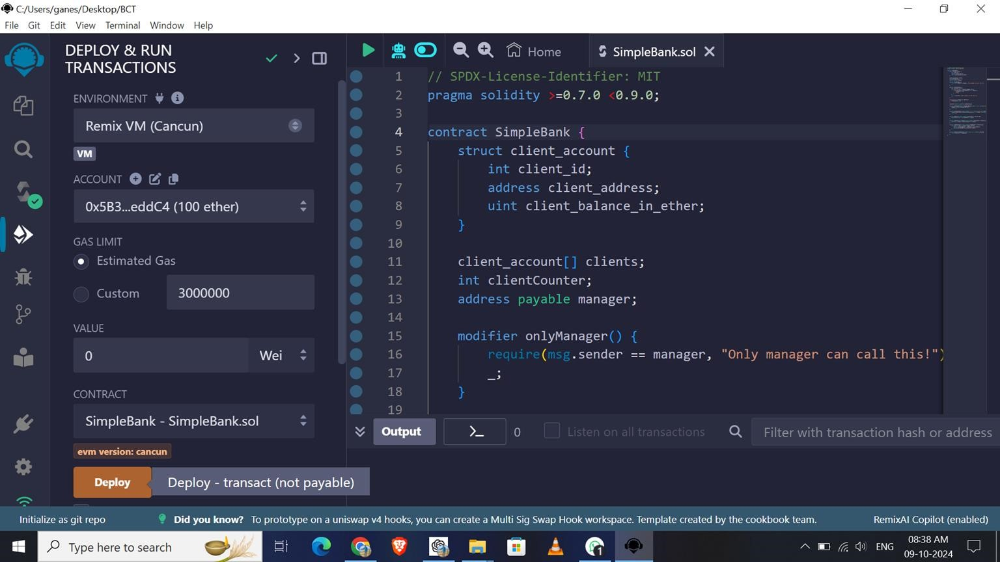 C:/Users/ganes/Desktop/BCT
File Git Edit View Terminal Window Help
DEPLOY & RUN
TRANSACTIONS
ENVIRONMENT
Remix VM (Cancun)
VM
ACCOUNT
0x5B3...eddC4 (100 ether)
GAS LIMIT
Estimated Gas
Custom 3000000
VALUE
0 Wei
CONTRACT
SimpleBank - SimpleBank.sol
evm version: cancun
Deploy
Deploy - transact (not payable)
Home SimpleBank.sol
1 // SPDX-License-Identifier: MIT
2 pragma solidity >=0.7.0 <0.9.0;
3
4 contract SimpleBank {
5 struct client_account {
6 int client_id;
7 address client_address;
8 uint client_balance_in_ether;
9 }
10
11 client_account[] clients;
12 int clientCounter;
13 address payable manager;
14
15 modifier onlyManager() {
16 require(msg.sender == manager, "Only manager can call this!")
17 _;
18 }
19
Output >_ 0 Listen on all transactions Filter with transaction hash or address
Initialize as git repo Did you know? To prototype on a uniswap v4 hooks, you can create a Multi Sig Swap Hook workspace. Template created by the cookbook team. RemixAI Copilot (enabled)
Type here to search
1
ENG
08:38 AM
09-10-2024